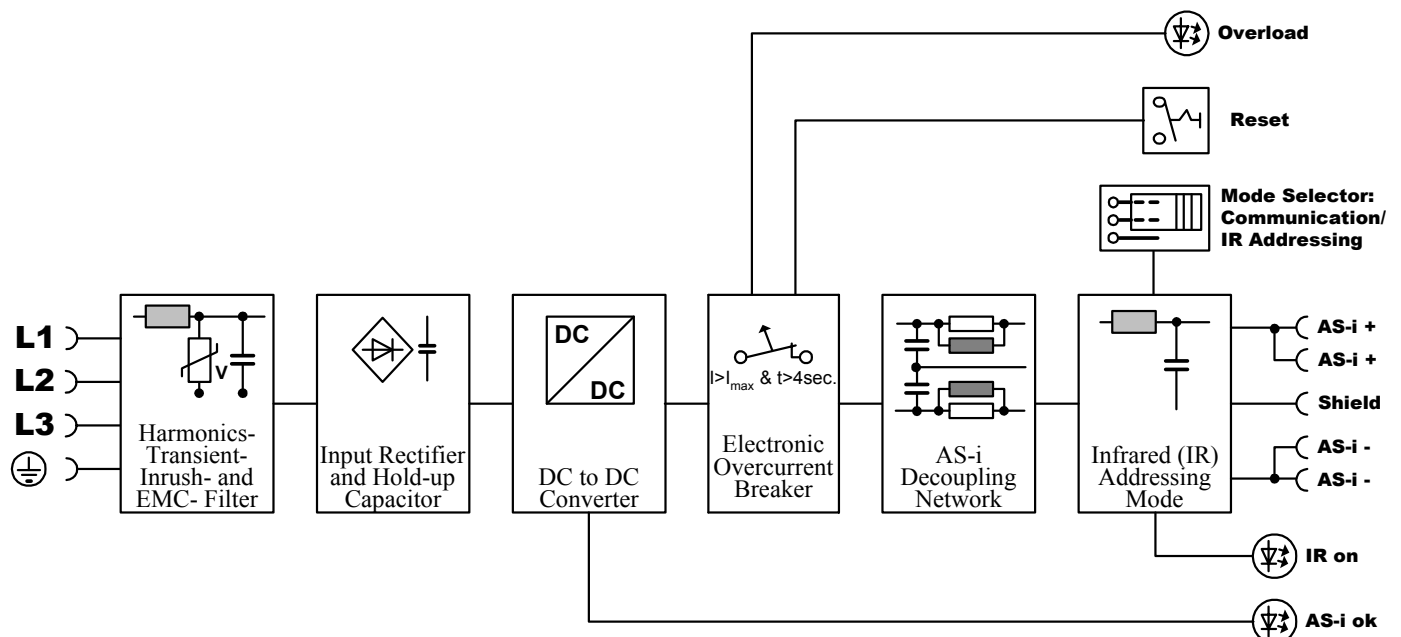 Overload
Reset
Mode Selector:
Communication/
IR Addressing
L1
L2
L3
V
Harmonics-
Transient-
Inrush- and
EMC- Filter
Input Rectifier
and Hold-up
Capacitor
DC
DC
DC to DC
Converter
I>Imax & t>4sec.
Electronic
Overcurrent
Breaker
AS-i
Decoupling
Network
Infrared (IR)
Addressing
Mode
AS-i +
AS-i +
Shield
AS-i -
AS-i -
IR on
AS-i ok